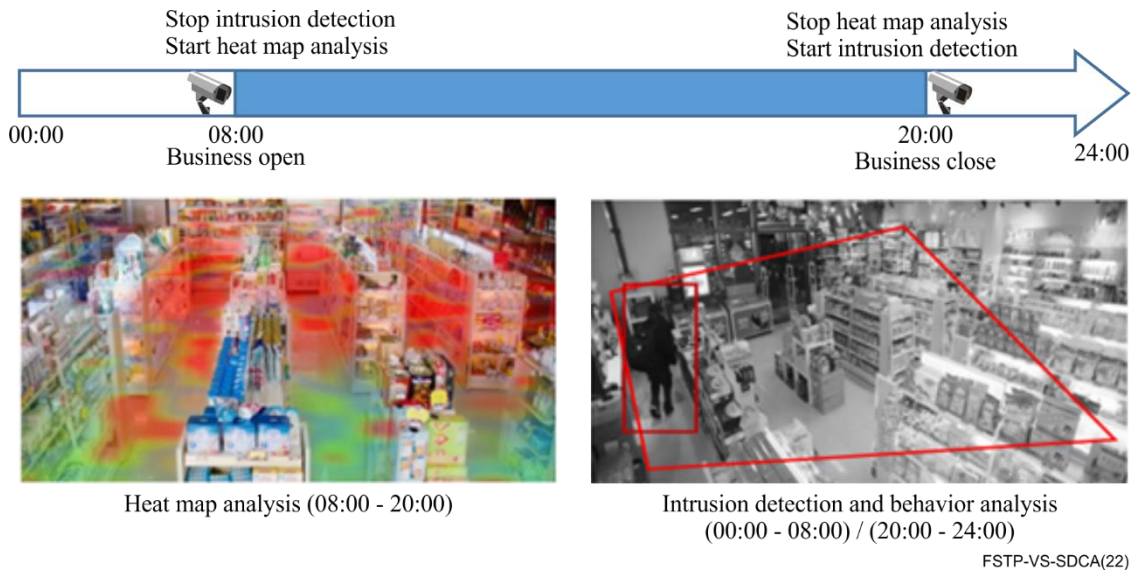 Stop intrusion detection
Start heat map analysis
Stop heat map analysis
Start intrusion detection
00:00
08:00
20:00
24:00
Business open
Business close
Heat map analysis (08:00 - 20:00)
Intrusion detection and behavior analysis
(00:00 - 08:00) / (20:00 - 24:00)
FSTP-VS-SDCA(22)